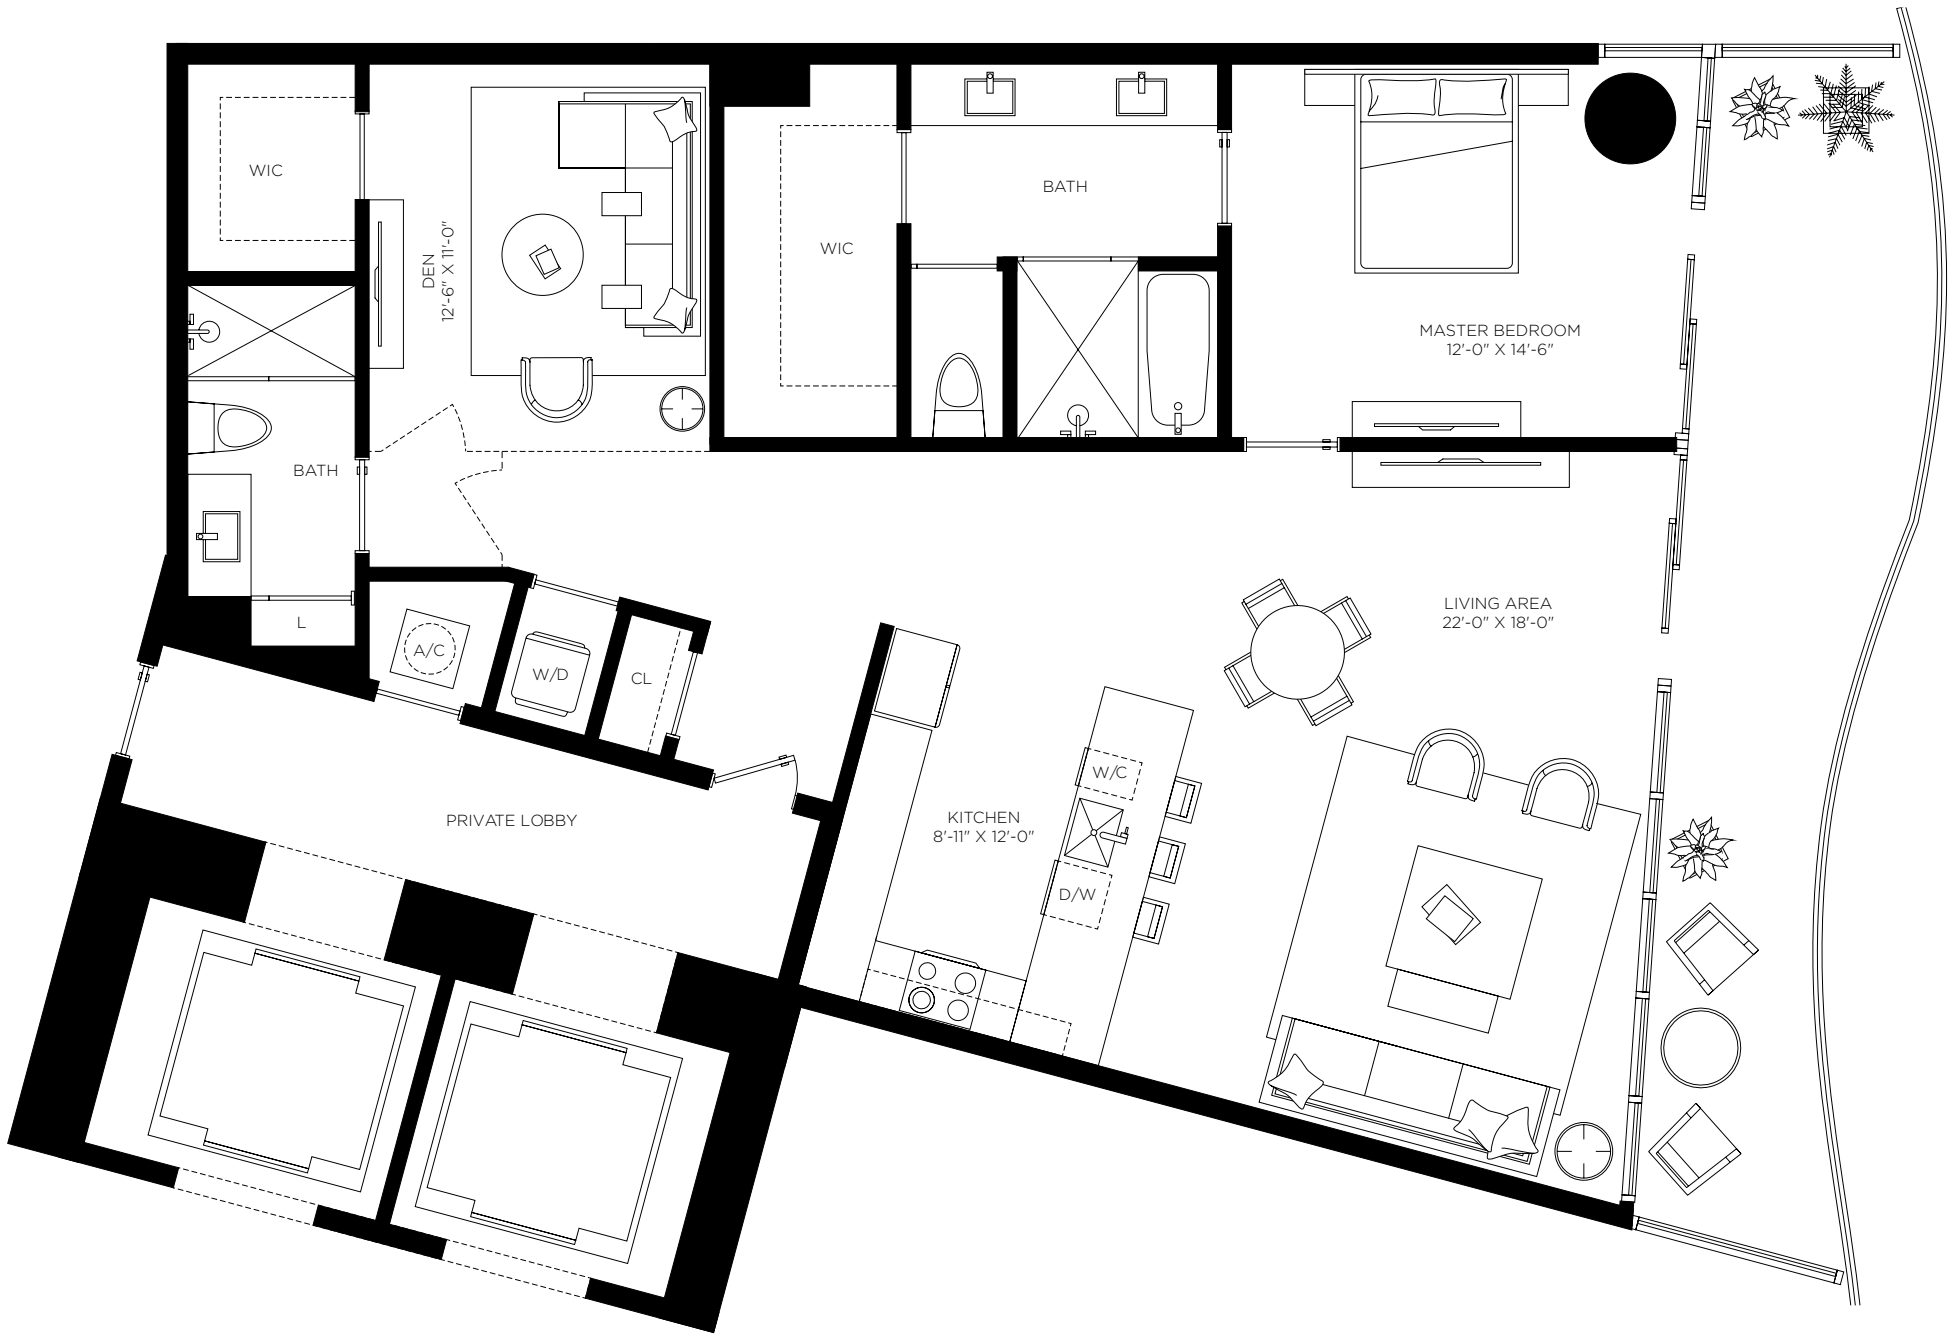 WIC
DEN
12'-6" X 11'-0"
WIC
BATH
MASTER BEDROOM
12'-0" X 14'-6"
BATH
L
A/C
W/D
CL
LIVING AREA
22'-0" X 18'-0"
W/C
PRIVATE LOBBY
KITCHEN
8'-11" X 12'-0"
D/W